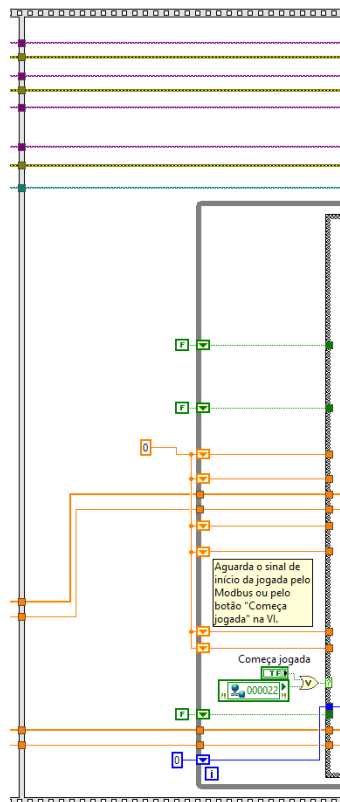 F
F
0
Aguarda o sinal de
início da jogada pelo
Modbus ou pelo
botão "Começa
jogada" na VI.
Começa jogada
TF
000022
V
?
F
0
i